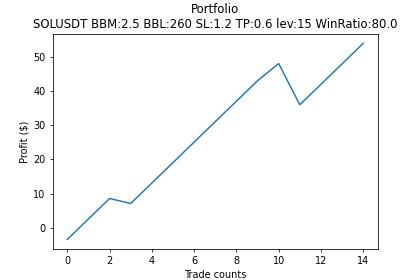 Portfolio
SOLUSDT BBM:2.5 BBL:260 SL:1.2 TP:0.6 lev:15 WinRatio:80.0
50
40
30
20
10
0
Profit ($)
0 2 4 6 8 10 12 14
Trade counts